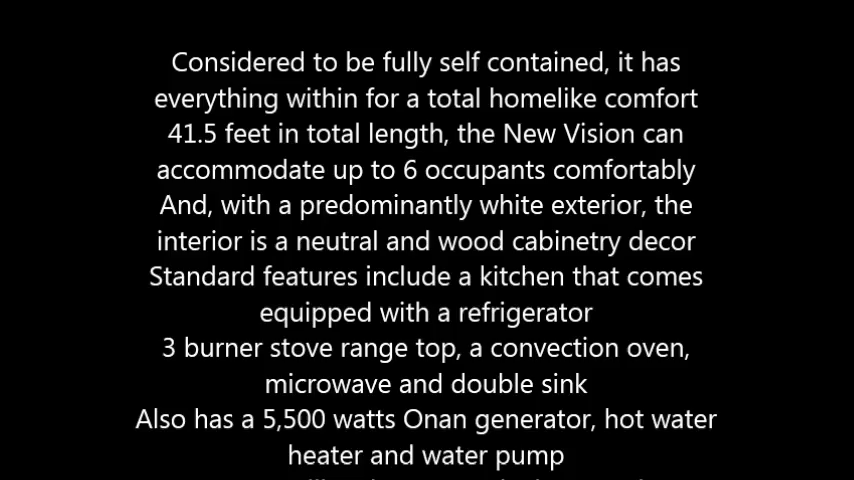 Considered to be fully self contained, it has
everything within for a total homelike comfort
41.5 feet in total length, the New Vision can
accommodate up to 6 occupants comfortably
And, with a predominantly white exterior, the
interior is a neutral and wood cabinetry decor
Standard features include a kitchen that comes
equipped with a refrigerator
3 burner stove range top, a convection oven,
microwave and double sink
Also has a 5,500 watts Onan generator, hot water
heater and water pump